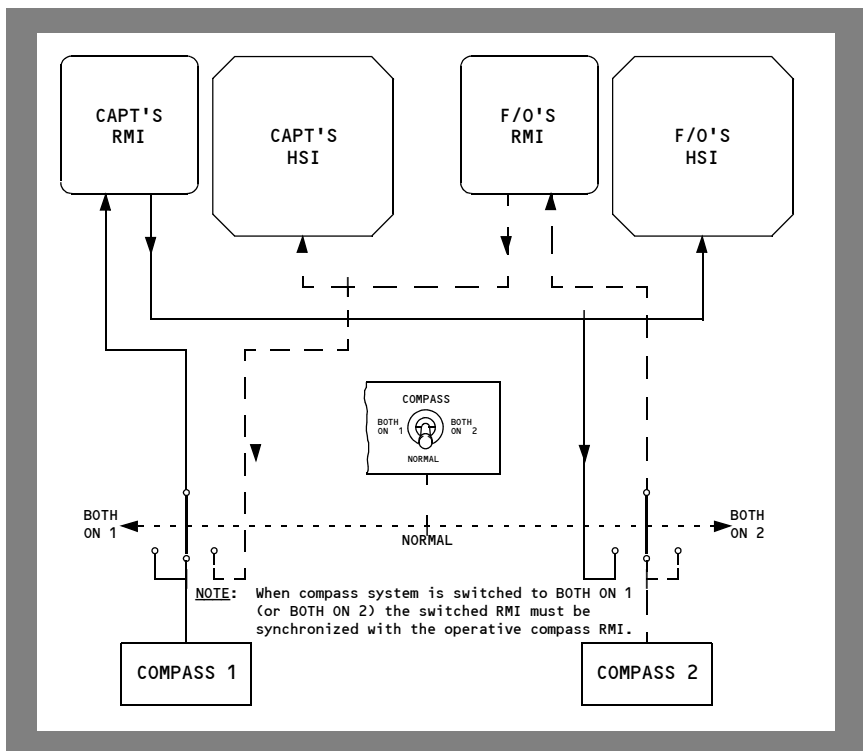 CAPT'S
RMI
CAPT'S
HSI
F/O'S
RMI
F/O'S
HSI
COMPASS
BOTH
ON 1
BOTH
ON 2
NORMAL
BOTH
ON 1
NORMAL
BOTH
ON 2
NOTE: When compass system is switched to BOTH ON 1
(or BOTH ON 2) the switched RMI must be
synchronized with the operative compass RMI.
COMPASS 1
COMPASS 2